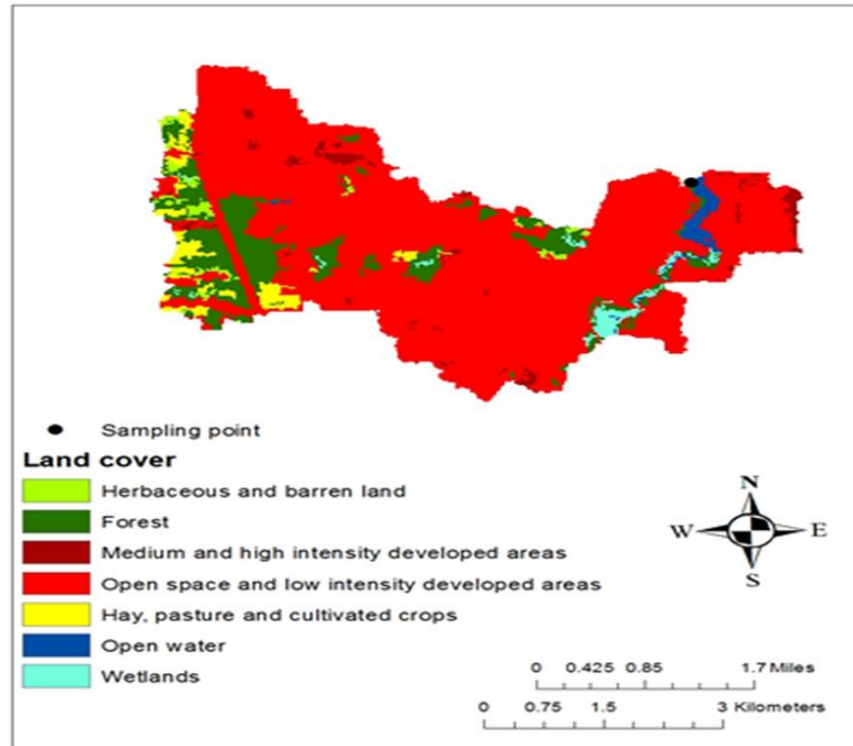 Sampling point
Land cover
Herbaceous and barren land
Forest
Medium and high intensity developed areas
Open space and low intensity developed areas
Hay, pasture and cultivated crops
Open water
Wetlands
N
W E
S
0 0.425 0.85 1.7 Miles
0 0.75 1.5 3 Kilometers